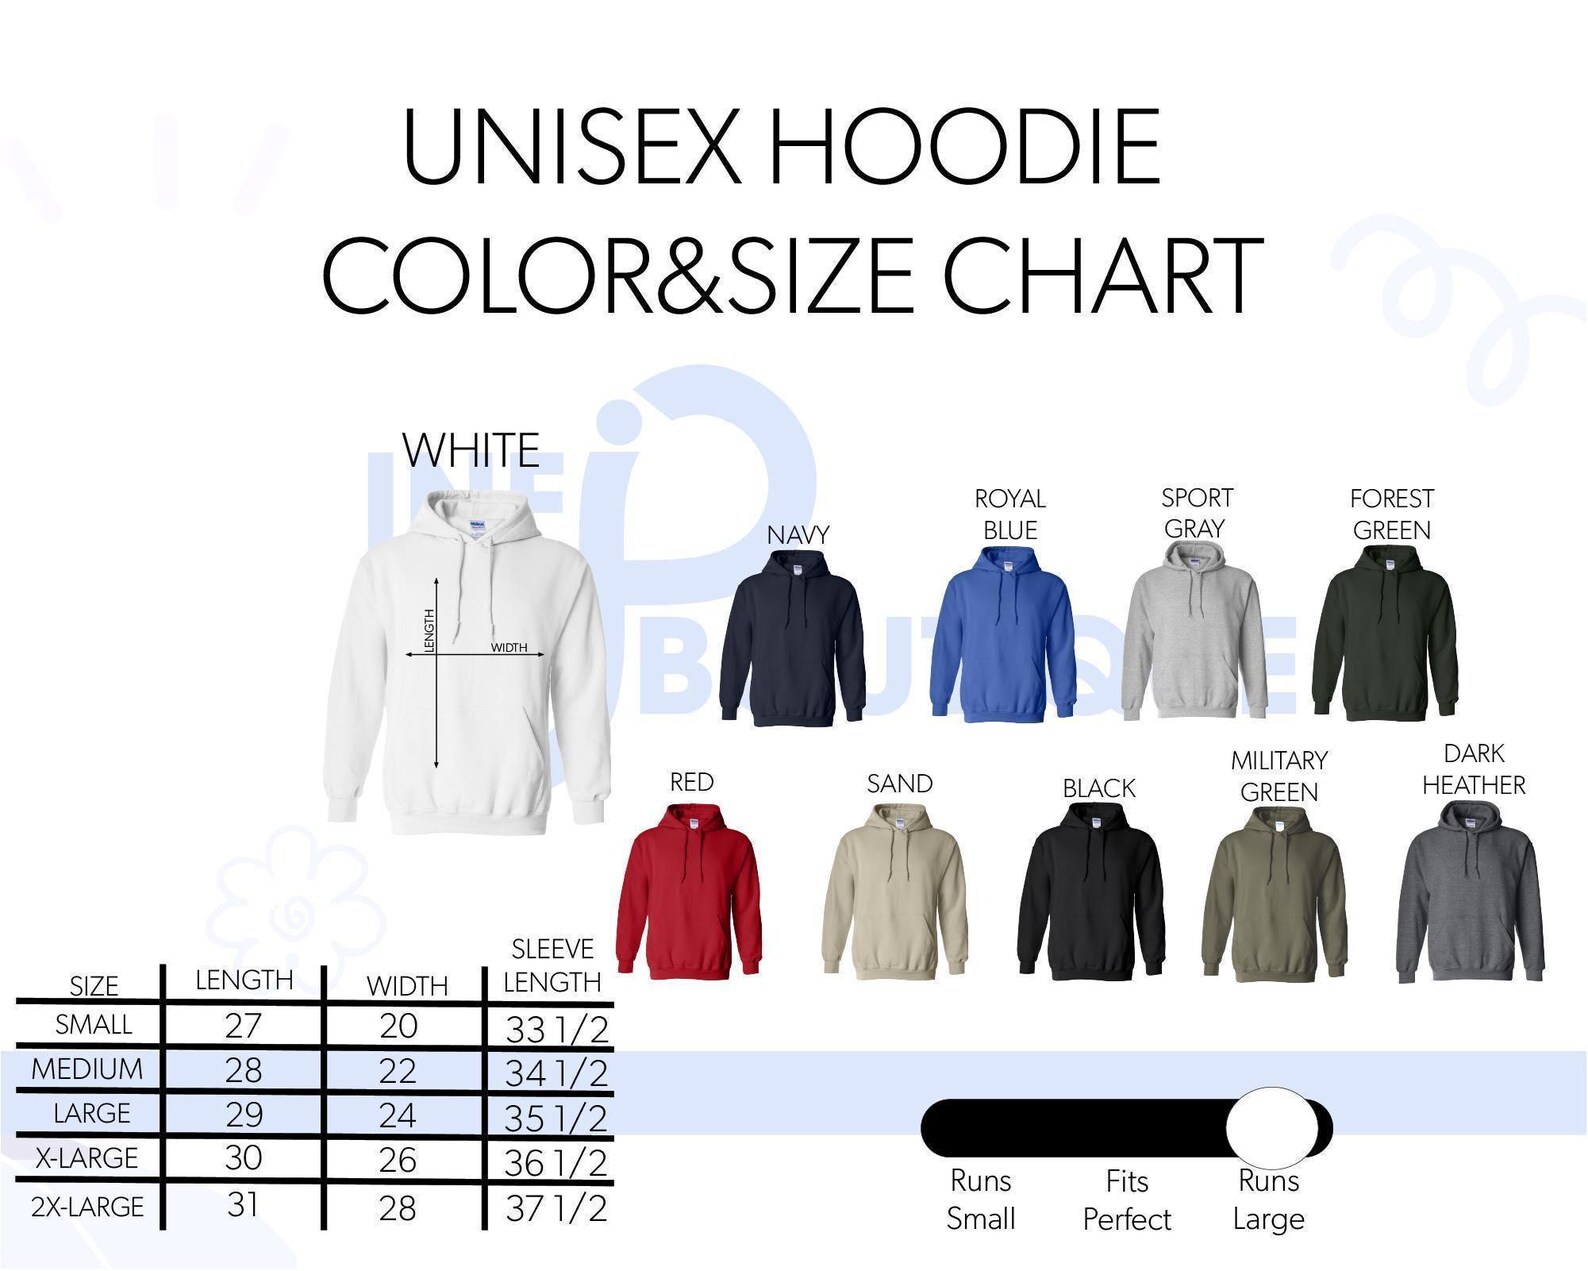 UNISEX HOODIE
COLOR&SIZE CHART
WHITE
LENGTH
WIDTH
NAVY
ROYAL
BLUE
SPORT
GRAY
FOREST
GREEN
RED
SAND
BLACK
MILITARY
GREEN
DARK
HEATHER
SIZE LENGTH WIDTH SLEEVE LENGTH
SMALL 27 20 33 1/2
MEDIUM 28 22 34 1/2
LARGE 29 24 35 1/2
X-LARGE 30 26 36 1/2
2X-LARGE 31 28 37 1/2
Runs
Small
Fits
Perfect
Runs
Large